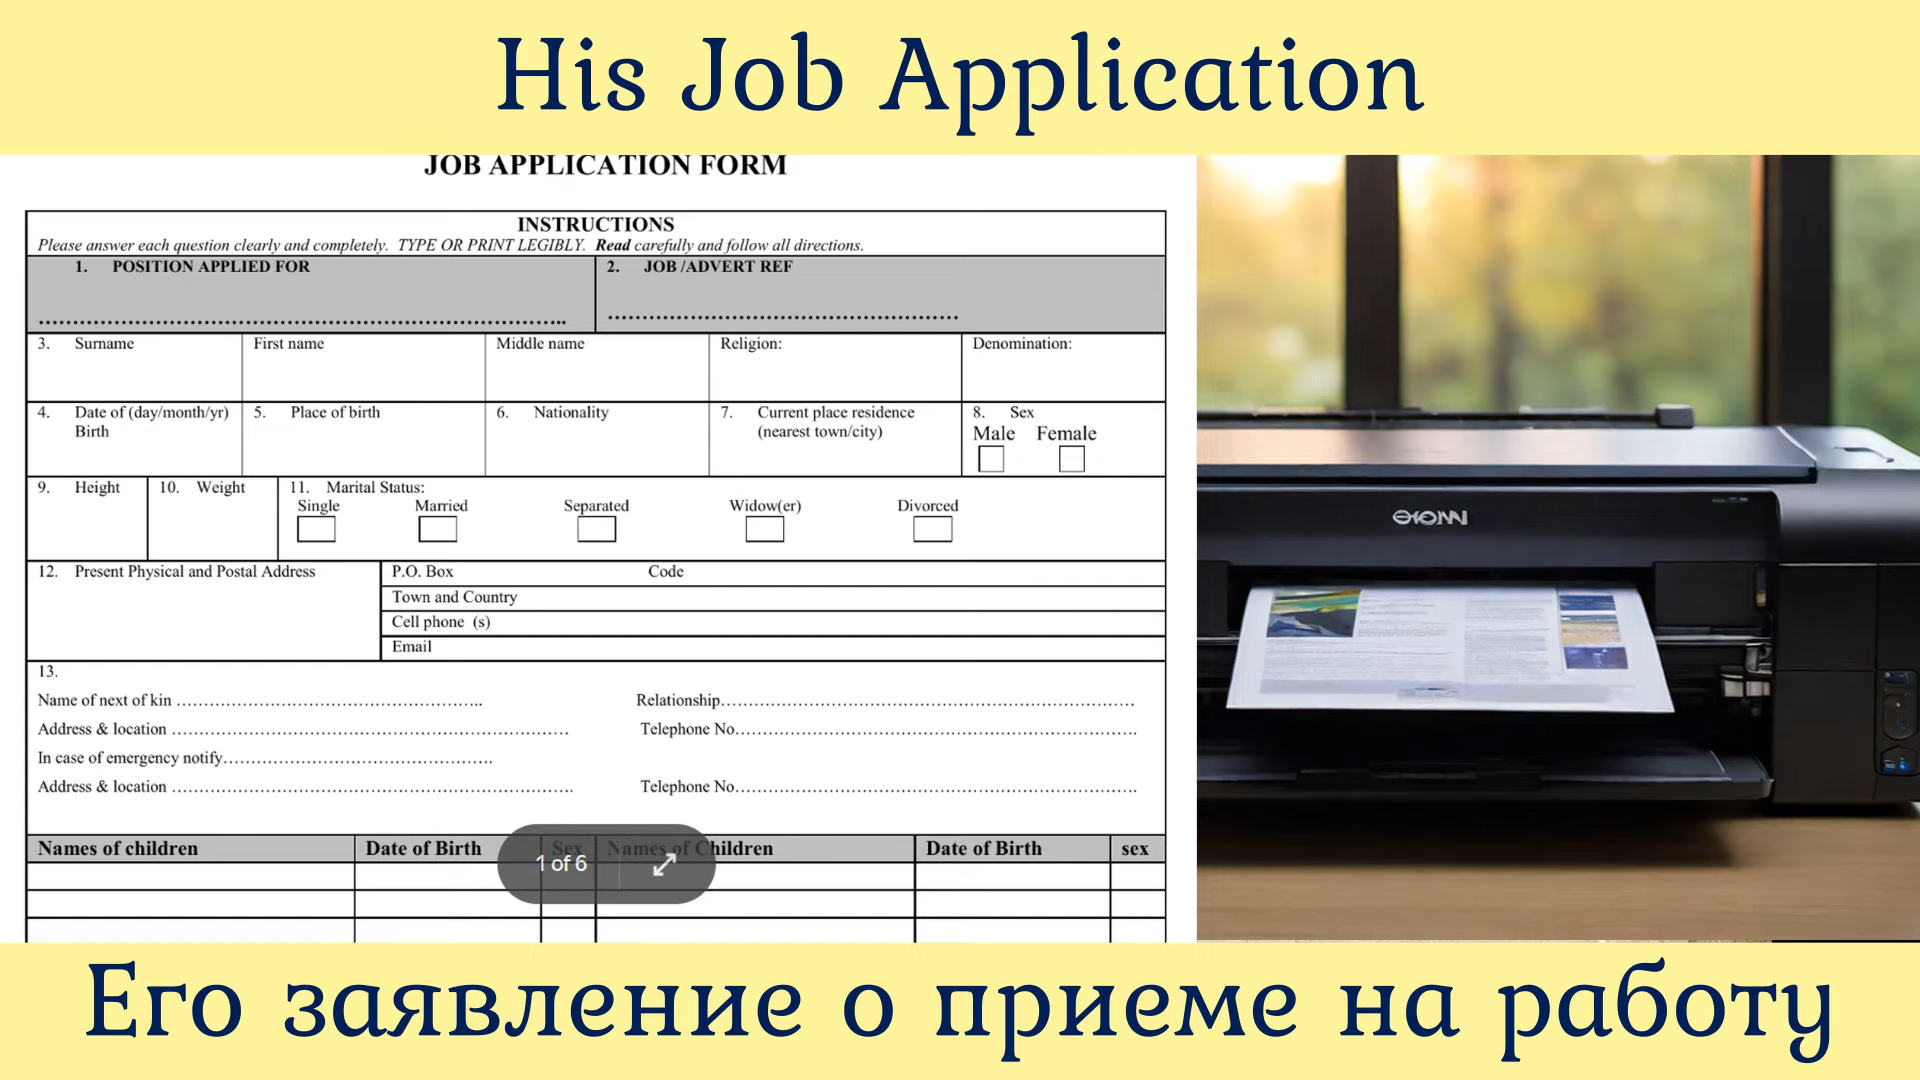 His Job Application
JOB APPLICATION FORM
INSTRUCTIONS
Please answer each question clearly and completely. TYPE OR PRINT LEGIBLY. Read carefully and follow all directions.
1. POSITION APPLIED FOR 2. JOB /ADVERT REF
3. Surname First name Middle name Religion: Denomination:
4. Date of (day/month/yr) 5. Place of birth 6. Nationality 7. Current place residence 8. Sex
Birth (nearest town/city) Male Female
9. Height 10. Weight 11. Marital Status:
Single Married Separated Widow(er) Divorced
12. Present Physical and Postal Address P.O. Box Code
Town and Country
Cell phone (s)
Email
13.
Name of next of kin Relationship
Address & location Telephone No
In case of emergency notify
Address & location Telephone No
Names of children Date of Birth Sex Names of Children Date of Birth sex
1 of 6
Его заявление о приеме на работу